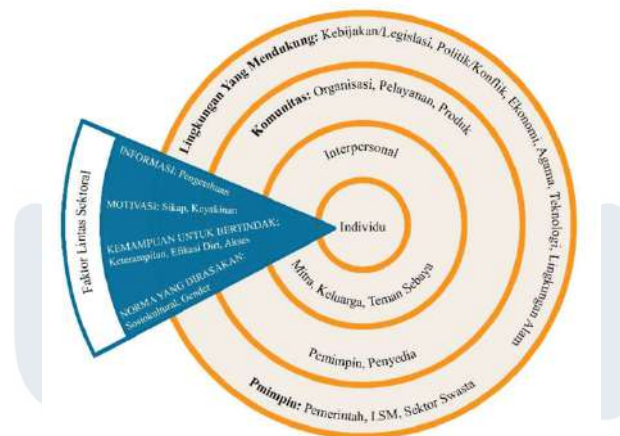 Lingkungan Yang Mendukung: Kebijakan/Legislasi, Politik/Konflik, Ekonomi, Agama, Teknologi, Lingkungan Alam
Komunitas: Organisasi, Pelayanan, Produk
Interpersonal
Individu
Mitra, Keluarga, Teman Sebaya
Pemimpin, Penyedia
Pmimpin: Pemerintah, LSM, Sektor Swasta
Faktor Lintas Sektoral
INFORMASI: Pengetahuan
MOTIVASI: Sikap, Keyakinan
KEMAMPUAN UNTUK BERTINDAK:
Keterampilan, Efikasi Diri, Akses
NORMA YANG DIRASAKAN:
Sosiokultural, Gender